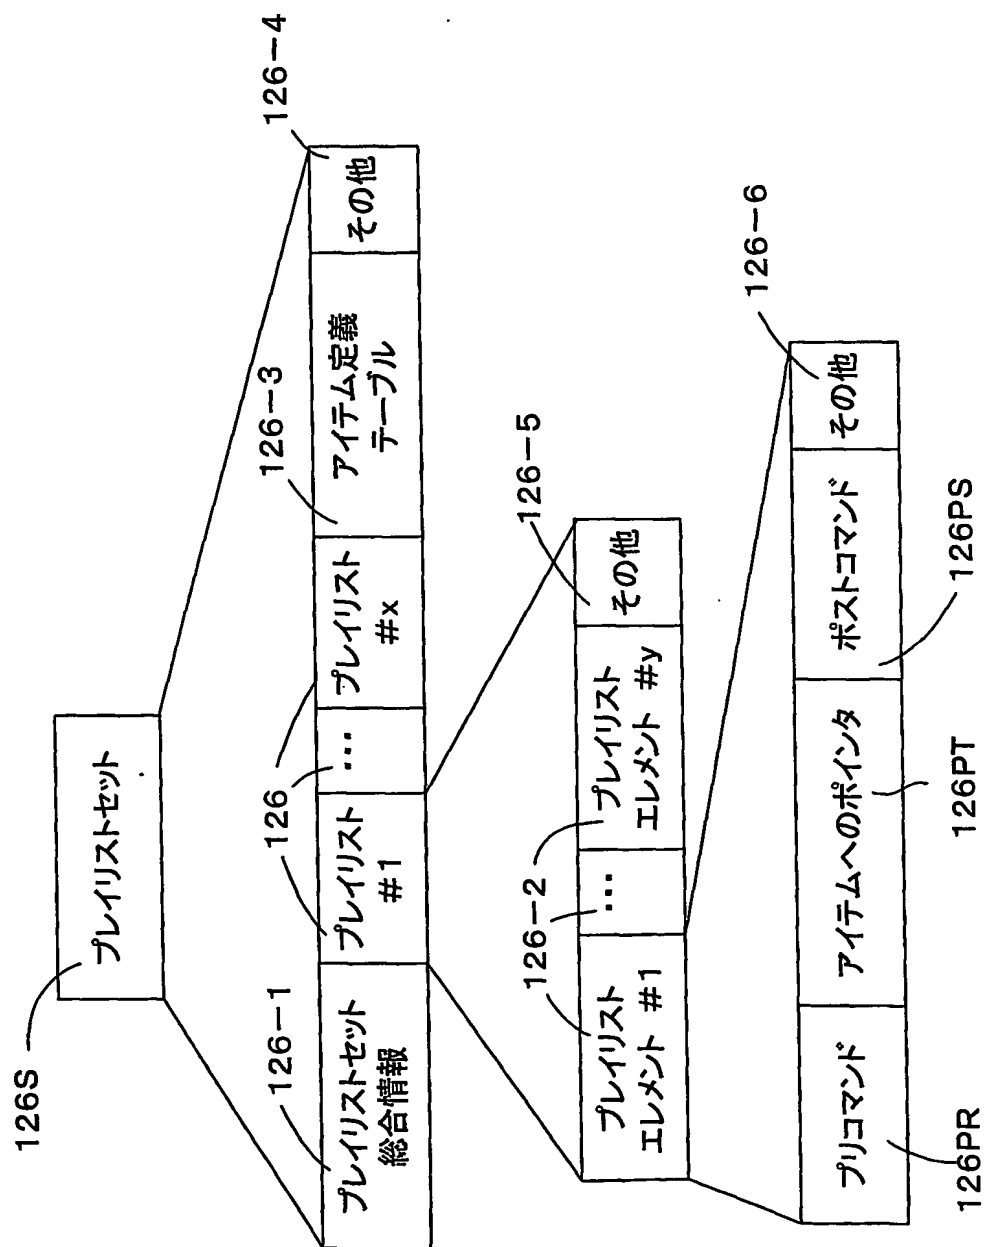 126S
プレイリストセット
126-4
126-1
126
126-3
プレイリストセット
総合情報
プレイリスト
#1
...
プレイリスト
#x
アイテム定義
テーブル
その他
126-2
126-5
プレイリスト
エレメント #1
...
プレイリスト
エレメント #y
その他
126-6
プリコマンド
アイテムへのポインタ
ポストコマンド
その他
126PR
126PT
126PS